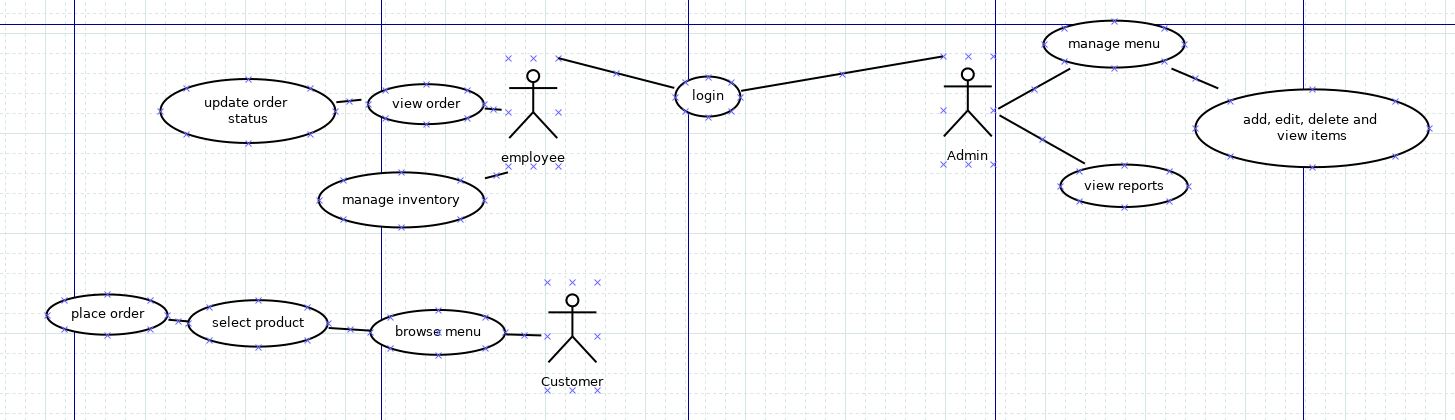 manage menu
update order
status
view order
login
add, edit, delete and
view items
employee
Admin
manage inventory
view reports
place order
select product
browse menu
Customer